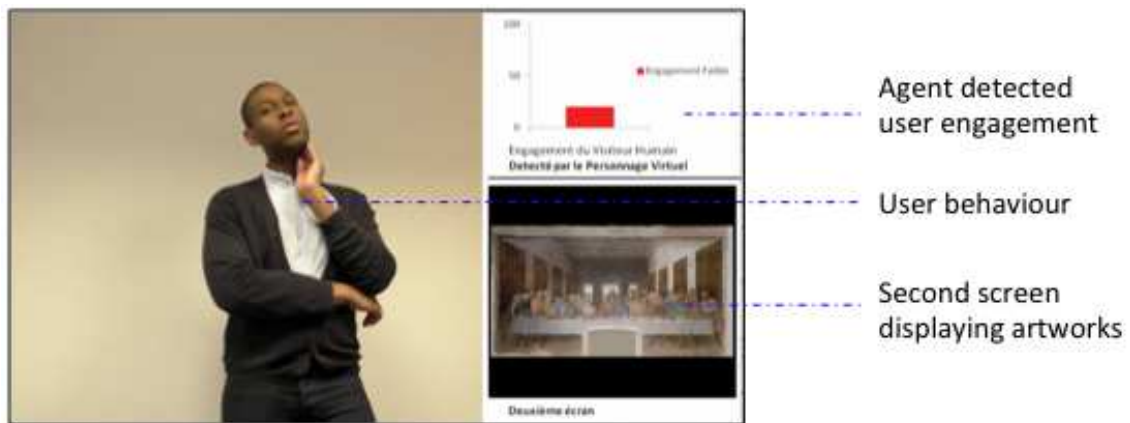 100
50
0
Engagement Faible
Engagement du Visiteur Humain
Detecté par le Personnage Virtuel
Deuxième écran
Agent detected
user engagement
User behaviour
Second screen
displaying artworks